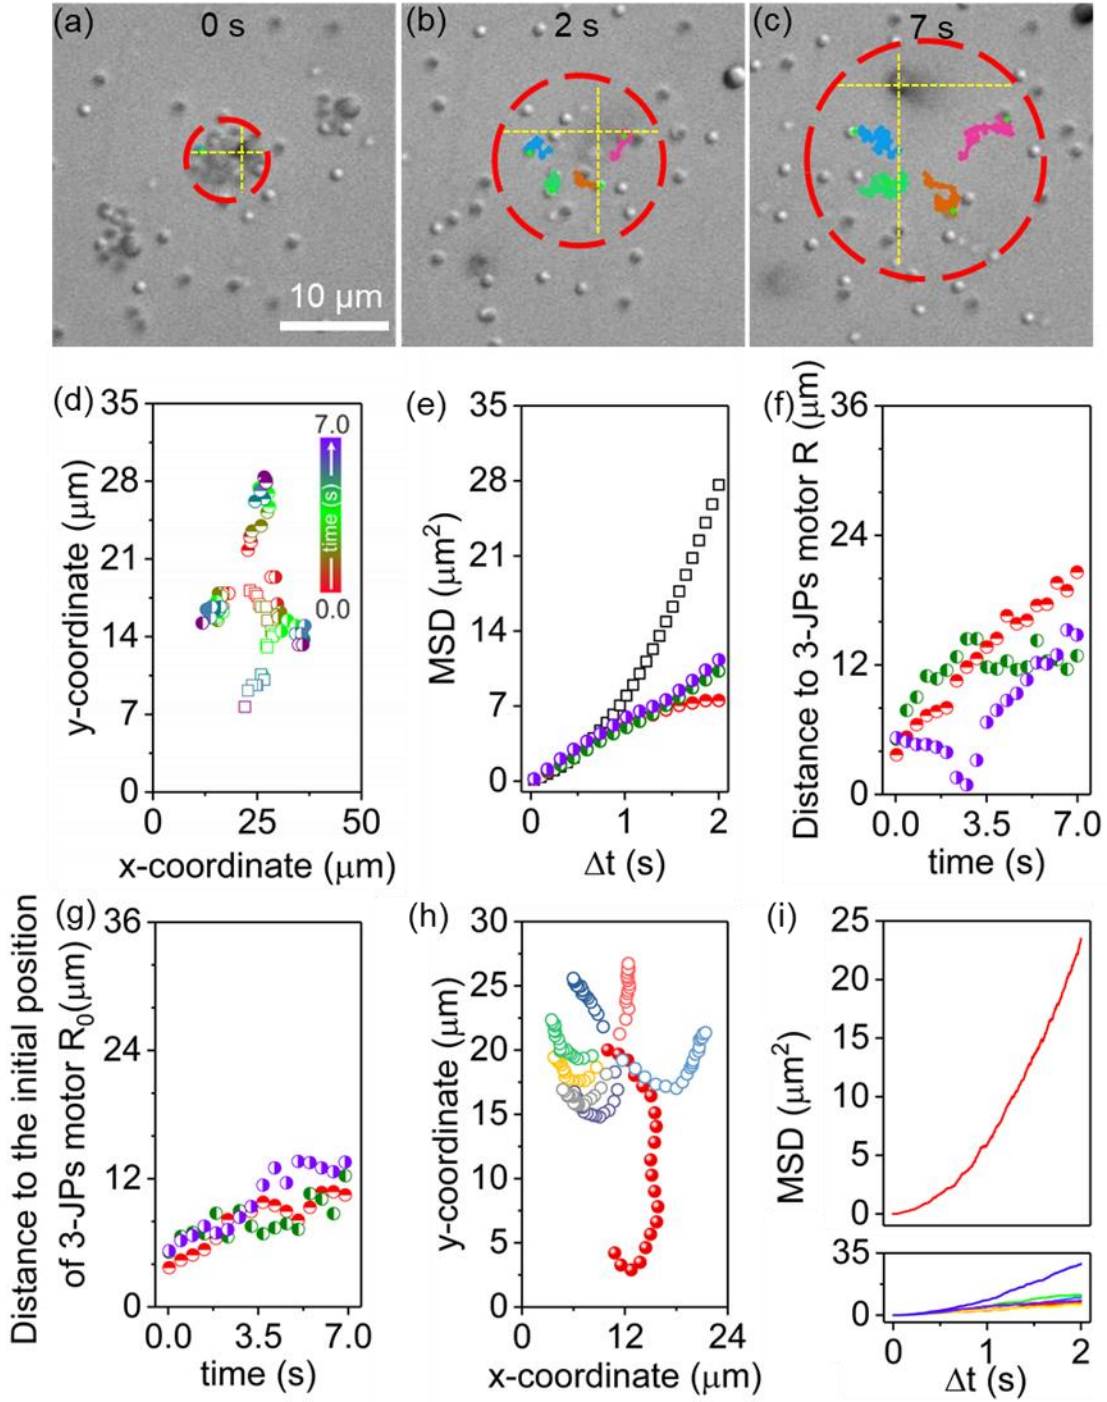 (a) 0 s
10 μm
(b) 2 s
(c) 7 s
(d)
35
28
21
14
7
0
0 25 50
y-coordinate (μm)
x-coordinate (μm)
7.0
time (s)
0.0
(e)
35
28
21
14
7
0
0 1 2
MSD (μm²)
Δt (s)
(f)
36
24
12
0
0.0 3.5 7.0
Distance to 3-JPs motor R (μm)
time (s)
(g)
36
24
12
0
0.0 3.5 7.0
Distance to the initial position
of 3-JPs motor R₀(μm)
time (s)
(h)
30
25
20
15
10
5
0
0 12 24
y-coordinate (μm)
x-coordinate (μm)
(i)
25
20
15
10
5
0
MSD (μm²)
35
0
0 1 2
Δt (s)